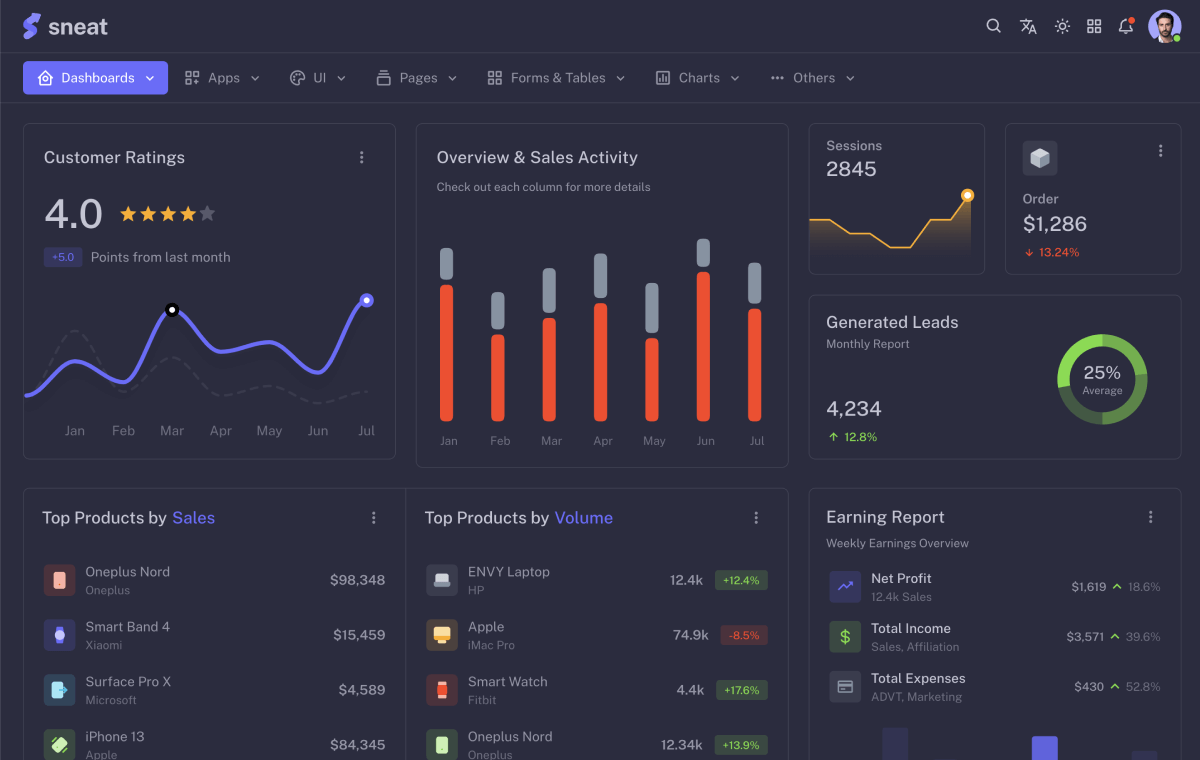 sneat
Dashboards
Apps
UI
Pages
Forms & Tables
Charts
Others
Customer Ratings
4.0
+5.0 Points from last month
Jan Feb Mar Apr May Jun Jul
Overview & Sales Activity
Check out each column for more details
Jan Feb Mar Apr May Jun Jul
Sessions
2845
Order
$1,286
13.24%
Generated Leads
Monthly Report
4,234
12.8%
25%
Average
Top Products by Sales
Oneplus Nord
Oneplus
$98,348
Smart Band 4
Xiaomi
$15,459
Surface Pro X
Microsoft
$4,589
iPhone 13
Apple
$84,345
Top Products by Volume
ENVY Laptop
HP
12.4k +12.4%
Apple
iMac Pro
74.9k -8.5%
Smart Watch
Fitbit
4.4k +17.6%
Oneplus Nord
Oneplus
12.34k +13.9%
Earning Report
Weekly Earnings Overview
Net Profit
12.4k Sales
$1,619 18.6%
Total Income
Sales, Affiliation
$3,571 39.6%
Total Expenses
ADVT, Marketing
$430 52.8%